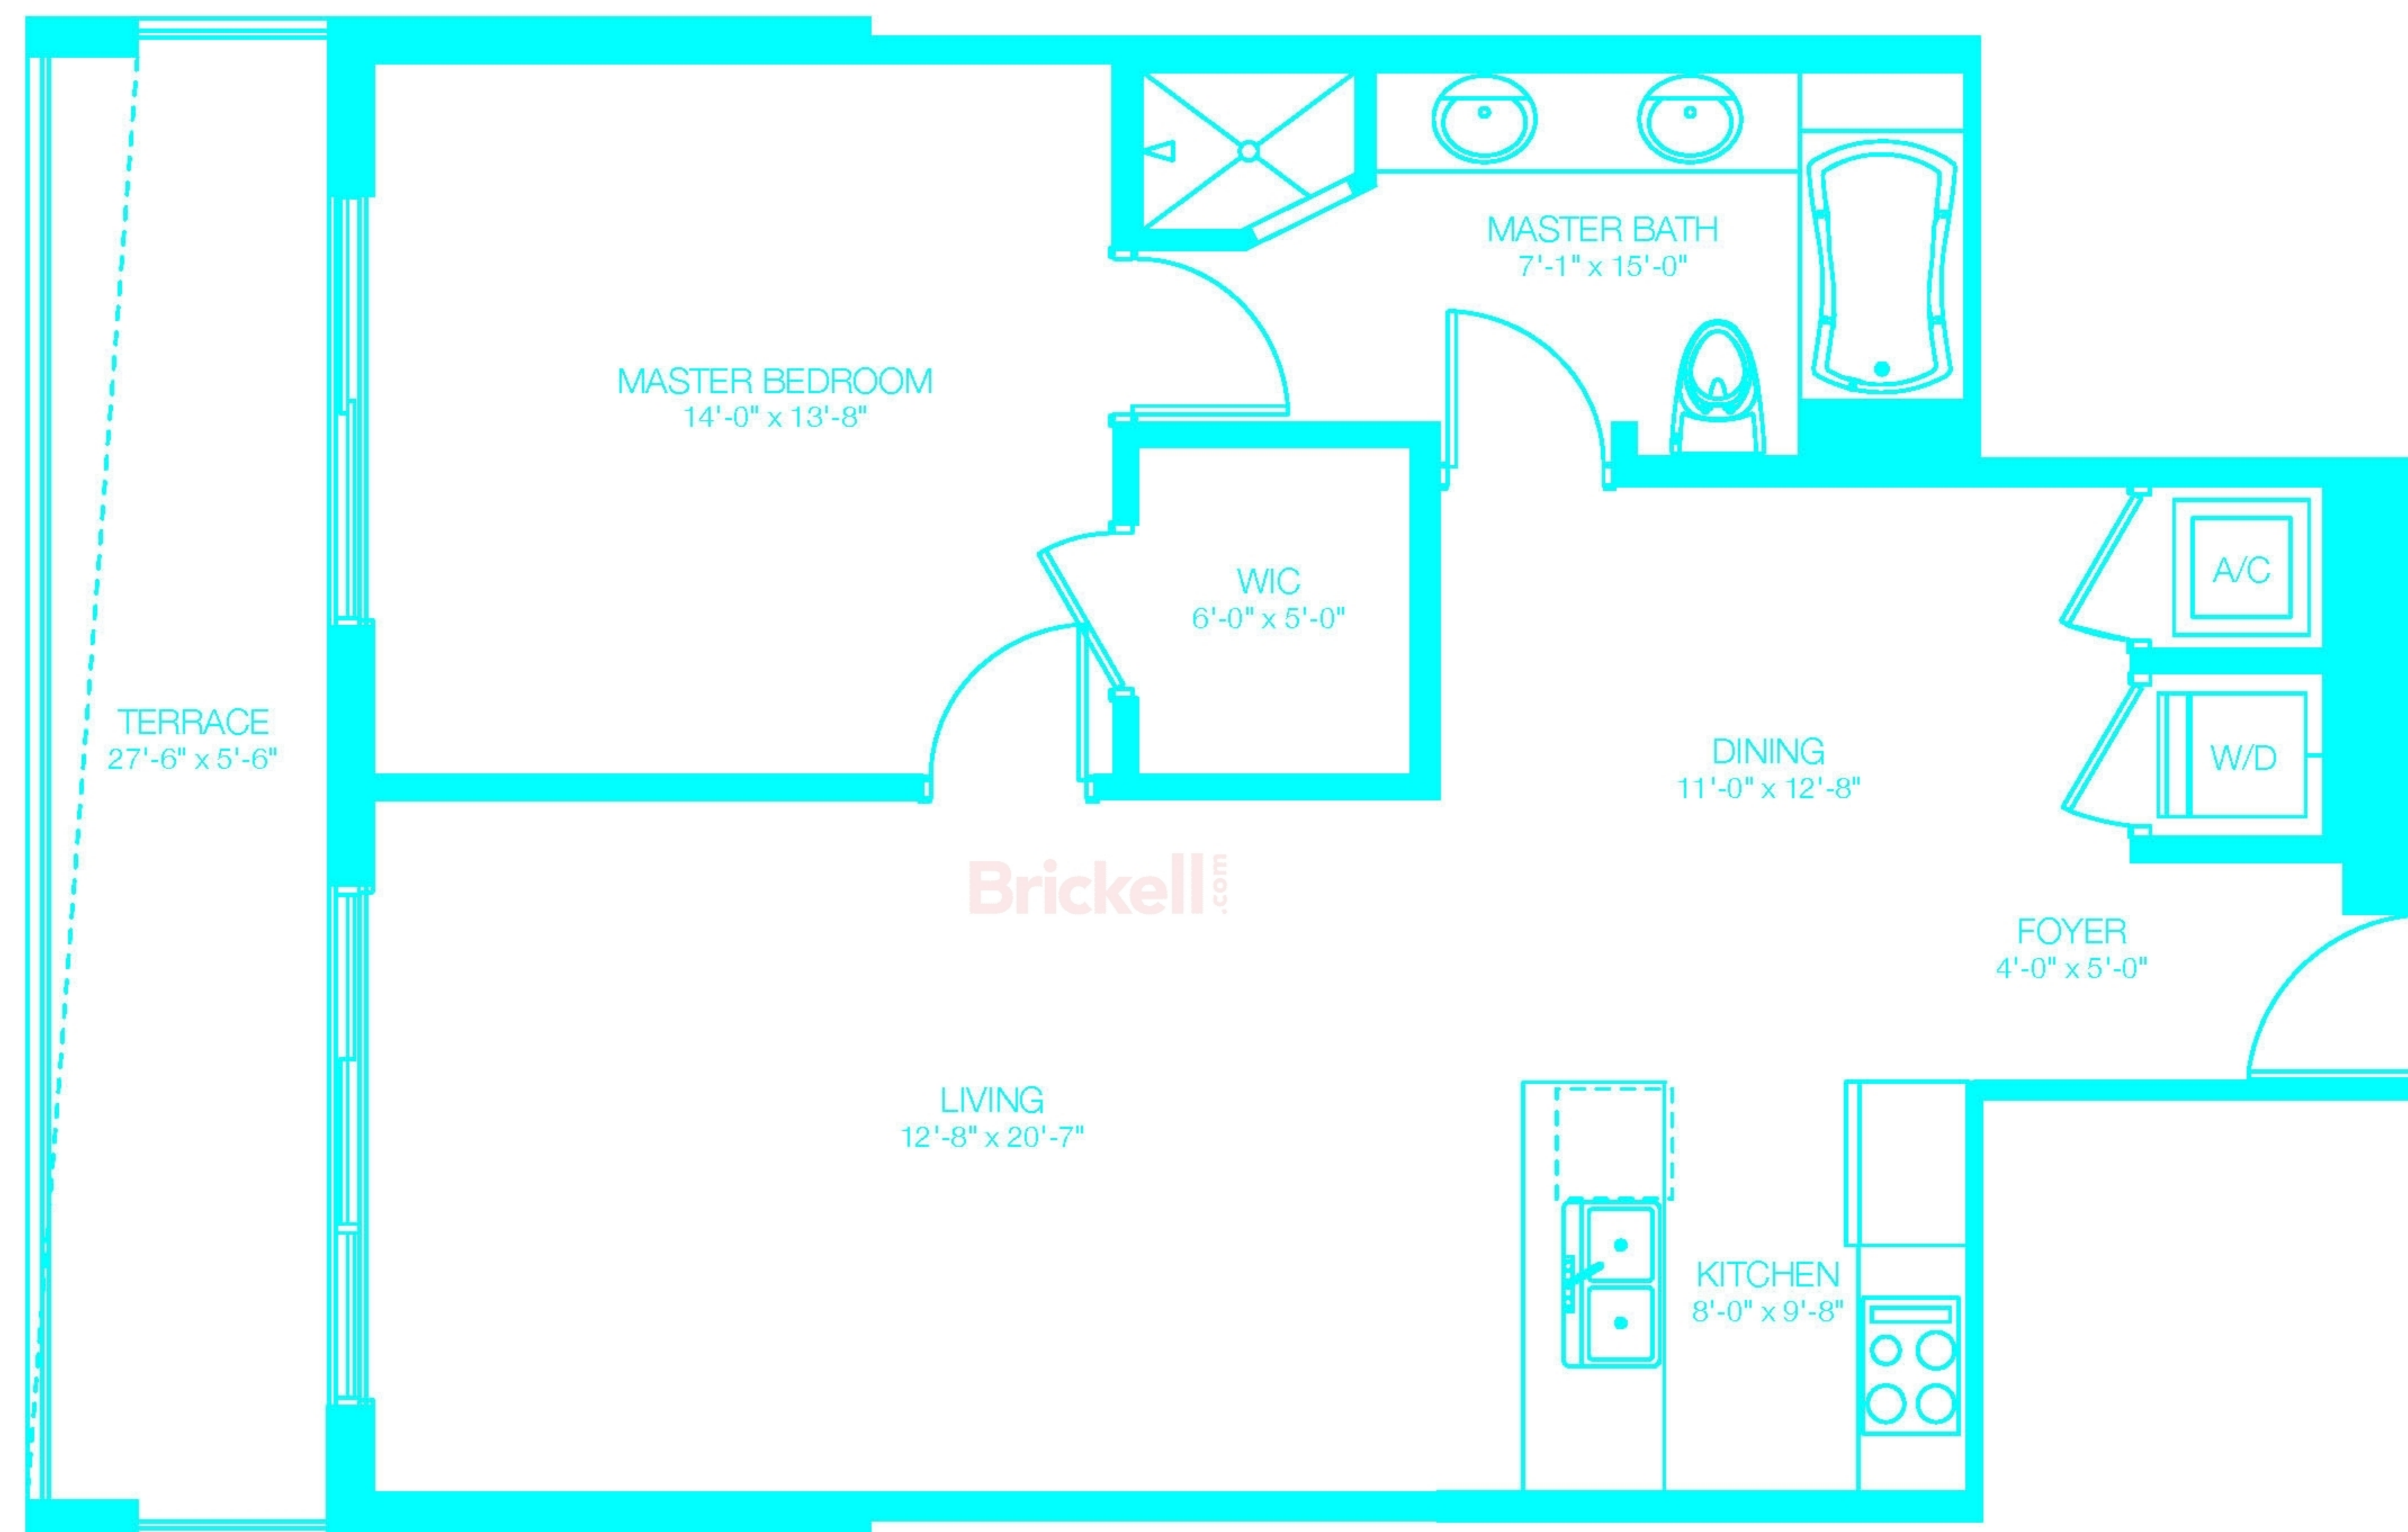 MASTER BATH
7'-1" x 15'-0"
MASTER BEDROOM
14'-0" x 13'-8"
WIC
6'-0" x 5'-0"
A/C
TERRACE
27'-6" x 5'-6"
DINING
11'-0" x 12'-8"
W/D
Brickell.com
FOYER
4'-0" x 5'-0"
LIVING
12'-8" x 20'-7"
KITCHEN
8'-0" x 9'-8"